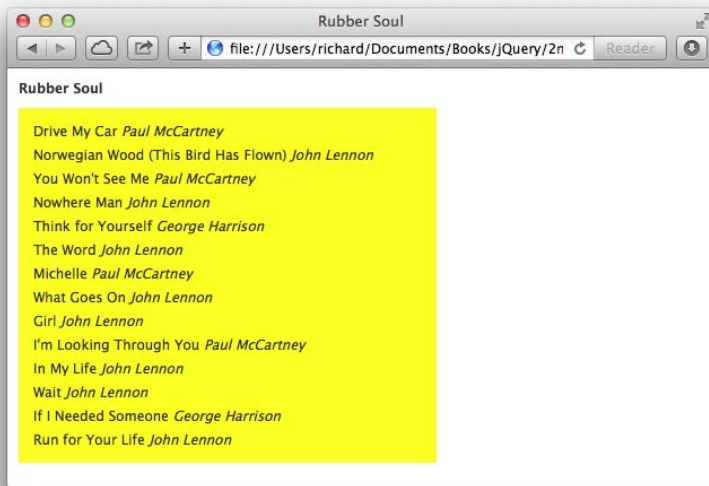 Rubber Soul
file:///Users/richard/Documents/Books/jQuery/2n
Reader
Rubber Soul
Drive My Car Paul McCartney
Norwegian Wood (This Bird Has Flown) John Lennon
You Won't See Me Paul McCartney
Nowhere Man John Lennon
Think for Yourself George Harrison
The Word John Lennon
Michelle Paul McCartney
What Goes On John Lennon
Girl John Lennon
I'm Looking Through You Paul McCartney
In My Life John Lennon
Wait John Lennon
If I Needed Someone George Harrison
Run for Your Life John Lennon